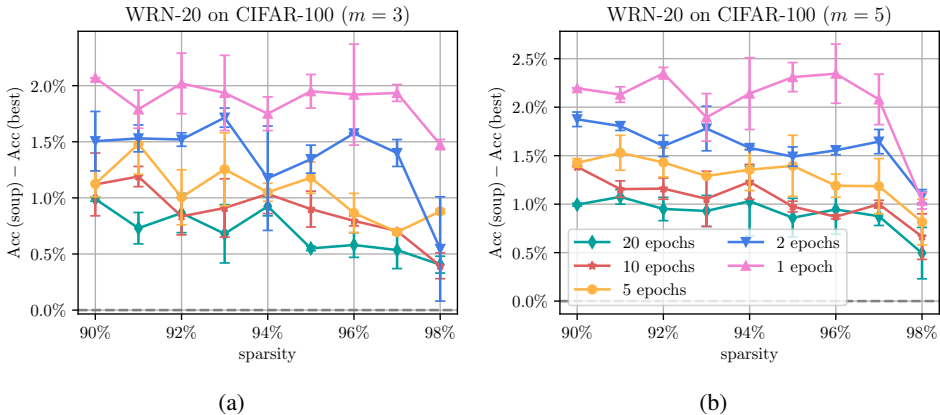 WRN-20 on CIFAR-100 (m = 3)
Acc (soup) − Acc (best)
2.0%
1.5%
1.0%
0.5%
0.0%
90%
92%
94%
96%
98%
sparsity
(a)
WRN-20 on CIFAR-100 (m = 5)
Acc (soup) − Acc (best)
2.5%
2.0%
1.5%
1.0%
0.5%
0.0%
20 epochs
10 epochs
5 epochs
2 epochs
1 epoch
90%
92%
94%
96%
98%
sparsity
(b)